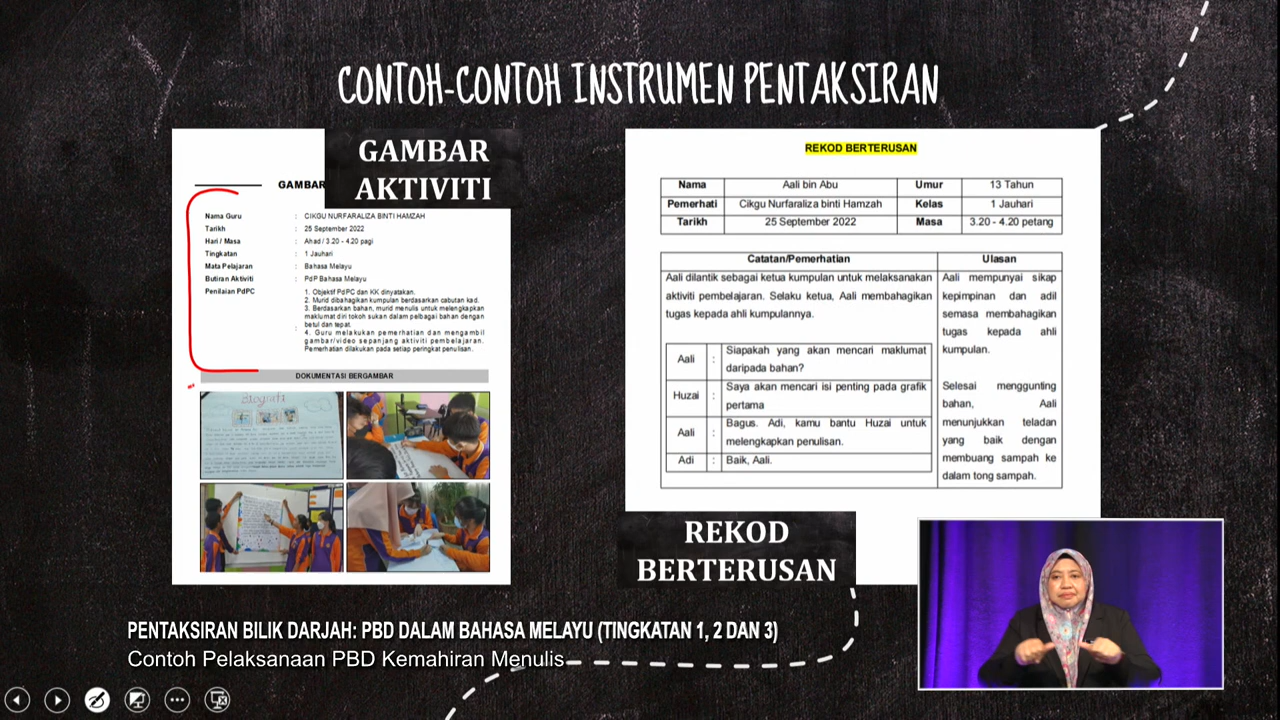 CONTOH-CONTOH INSTRUMEN PENTAKSIRAN
GAMBAR
AKTIVITI
GAMBAR
Nama Guru : CIKGU NURFARALIZA BINTI HAMZAH
Tarikh : 25 September 2022
Hari / Masa : Ahad / 3.20 - 4.20 pagi
Tingkatan : 1 Jauhari
Mata Pelajaran : Bahasa Melayu
Butiran Aktiviti : PdP Bahasa Melayu
Penilaian PdPC : 1. Objektif PdPC dan KK dinyatakan.
2. Murid dibahagikan kumpulan berdasarkan cabutan kad.
3. Berdasarkan bahan, murid menulis untuk melengkapkan
maklumat diri tokoh sukan dalam pelbagai bahan dengan
betul dan tepat.
4. Guru melakukan pemerhatian dan mengambil
gambar/video sepanjang aktiviti pembelajaran.
Pemerhatian dilakukan pada setiap peringkat penulisan.
DOKUMENTASI BERGAMBAR
Biografi
REKOD BERTERUSAN
Nama Aali bin Abu Umur 13 Tahun
Pemerhati Cikgu Nurfaraliza binti Hamzah Kelas 1 Jauhari
Tarikh 25 September 2022 Masa 3.20 - 4.20 petang
Catatan/Pemerhatian
Aali dilantik sebagai ketua kumpulan untuk melaksanakan
aktiviti pembelajaran. Selaku ketua, Aali membahagikan
tugas kepada ahli kumpulannya.
Aali : Siapakah yang akan mencari maklumat
daripada bahan?
Huzai : Saya akan mencari isi penting pada grafik
pertama
Aali : Bagus. Adi, kamu bantu Huzai untuk
melengkapkan penulisan.
Adi : Baik, Aali.
Ulasan
Aali mempunyai sikap
kepimpinan dan adil
semasa membahagikan
tugas kepada ahli
kumpulan.
Selesai menggunting
bahan, Aali
menunjukkan teladan
yang baik dengan
membuang sampah ke
dalam tong sampah.
REKOD
BERTERUSAN
PENTAKSIRAN BILIK DARJAH: PBD DALAM BAHASA MELAYU (TINGKATAN 1, 2 DAN 3)
Contoh Pelaksanaan PBD Kemahiran Menulis